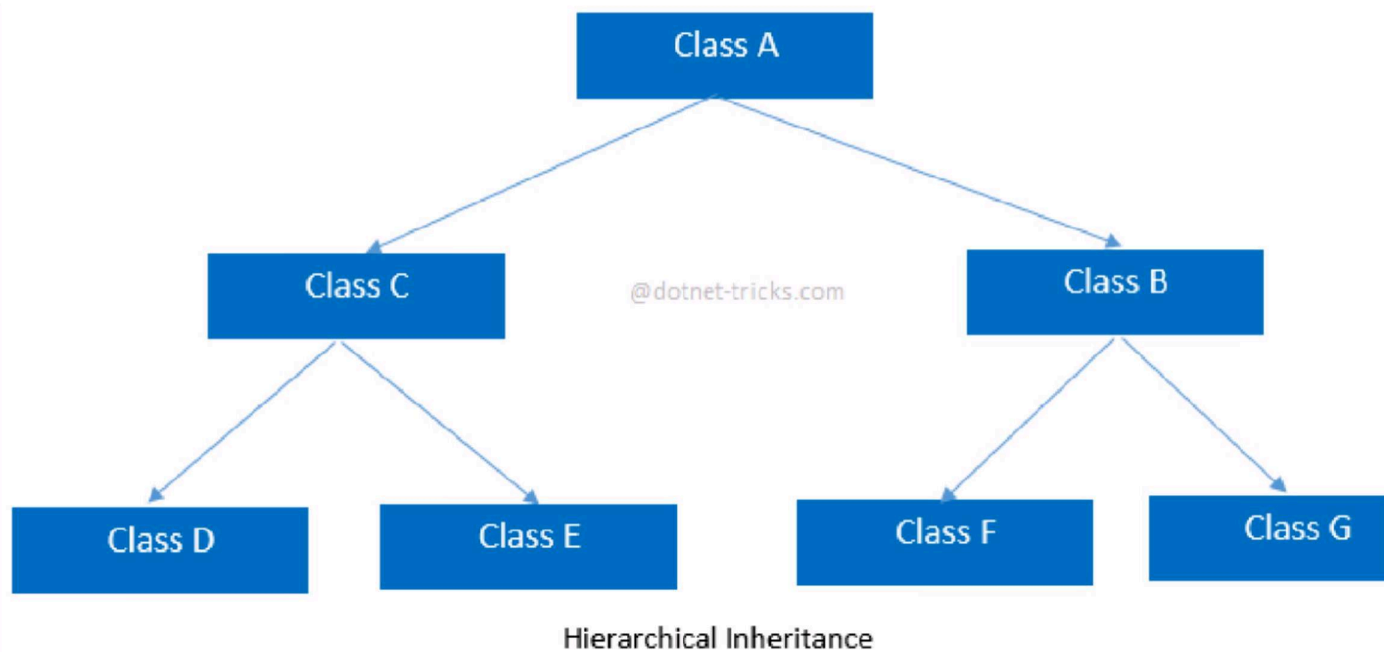 Class A
Class C
@dotnet-tricks.com
Class B
Class D
Class E
Class F
Class G
Hierarchical Inheritance